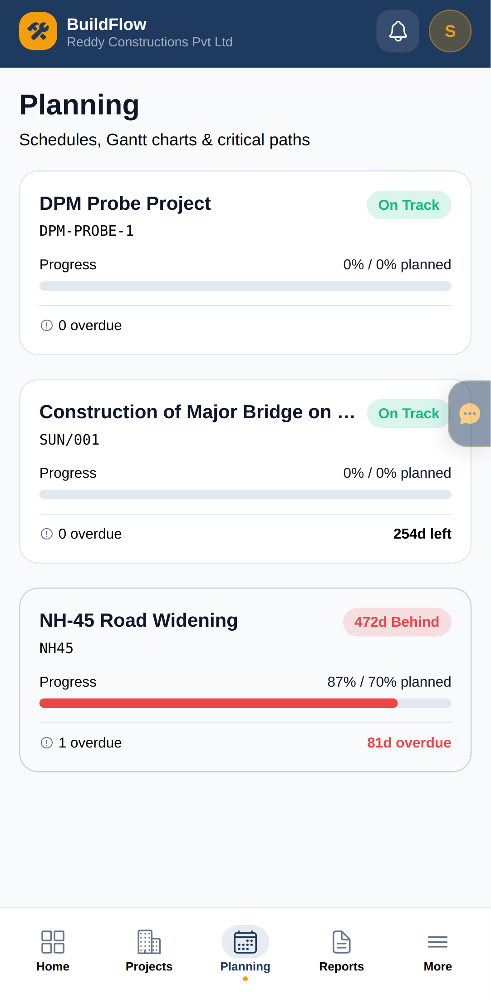 BuildFlow
Reddy Constructions Pvt Ltd
S
Planning
Schedules, Gantt charts & critical paths
DPM Probe Project
On Track
DPM-PROBE-1
Progress
0% / 0% planned
0 overdue
Construction of Major Bridge on ...
On Track
SUN/001
Progress
0% / 0% planned
0 overdue
254d left
NH-45 Road Widening
472d Behind
NH45
Progress
87% / 70% planned
1 overdue
81d overdue
Home
Projects
Planning
Reports
More